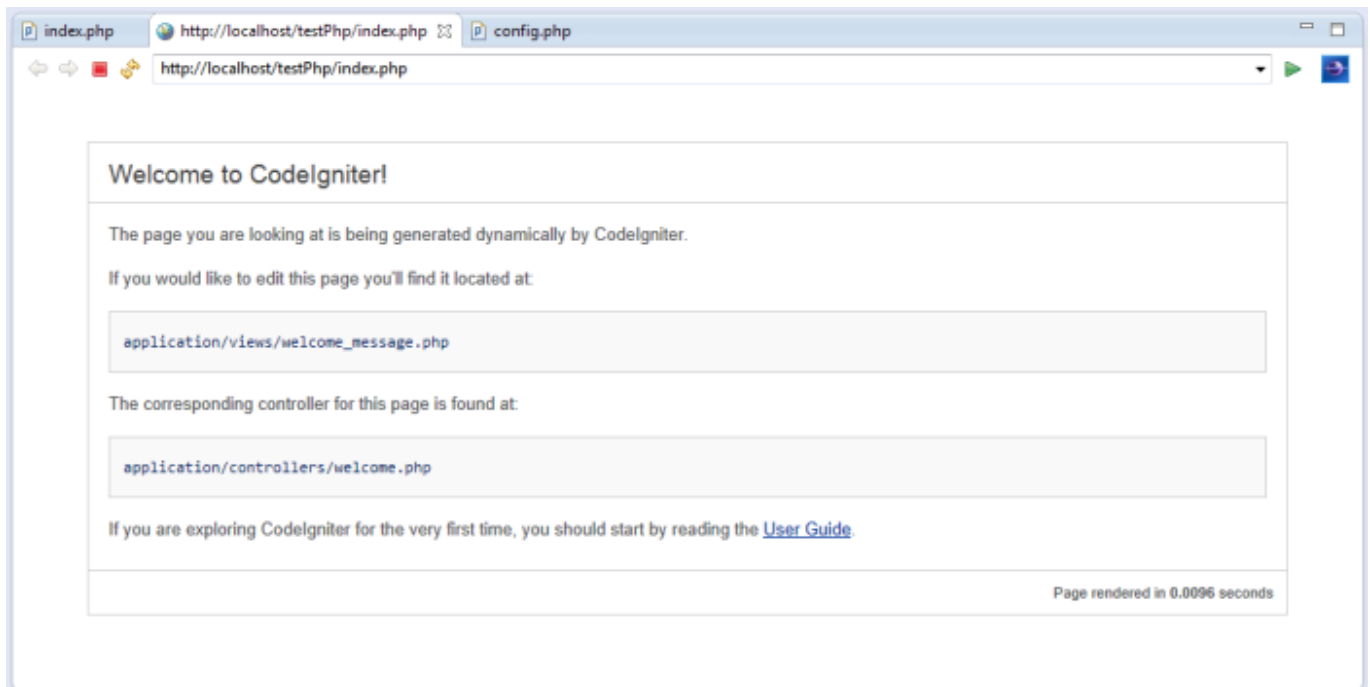 index.php http://localhost/testPhp/index.php config.php
http://localhost/testPhp/index.php
Welcome to CodeIgniter!
The page you are looking at is being generated dynamically by CodeIgniter.
If you would like to edit this page you'll find it located at:
application/views/welcome_message.php
The corresponding controller for this page is found at:
application/controllers/welcome.php
If you are exploring CodeIgniter for the very first time, you should start by reading the User Guide.
Page rendered in 0.0096 seconds